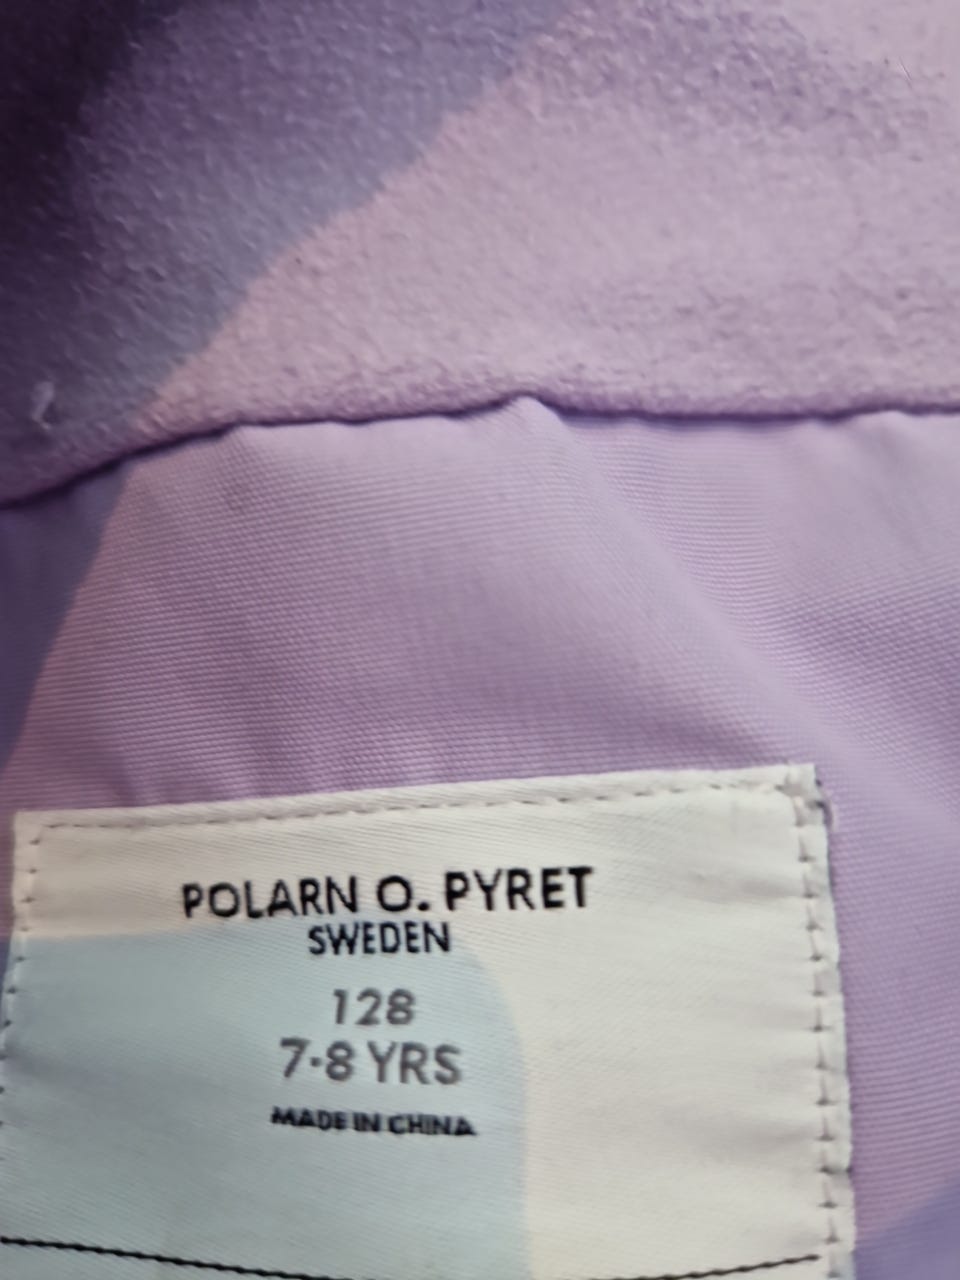 POLARN O. PYRET
SWEDEN
128
7-8 YRS
MADE IN CHINA